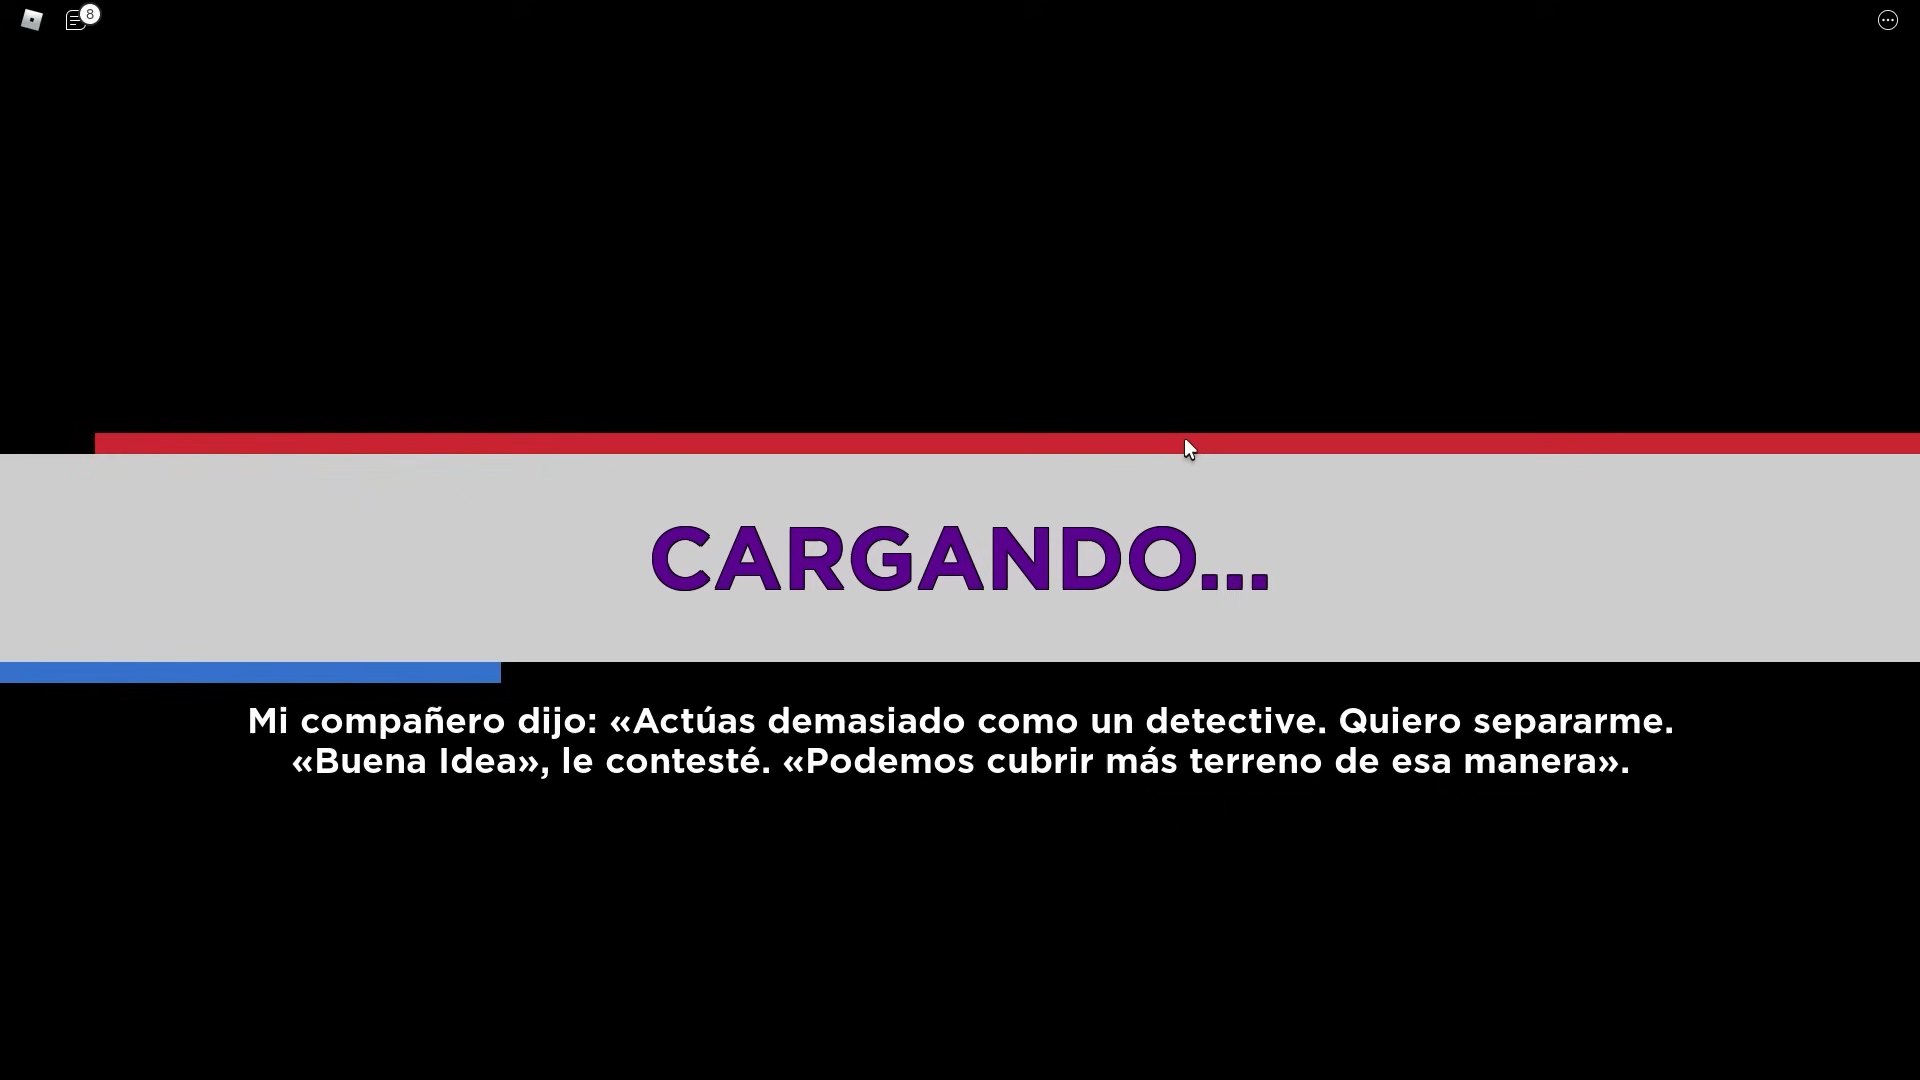 8
CARGANDO...
Mi compañero dijo: «Actúas demasiado como un detective. Quiero separarme.
«Buena Idea», le contesté. «Podemos cubrir más terreno de esa manera».